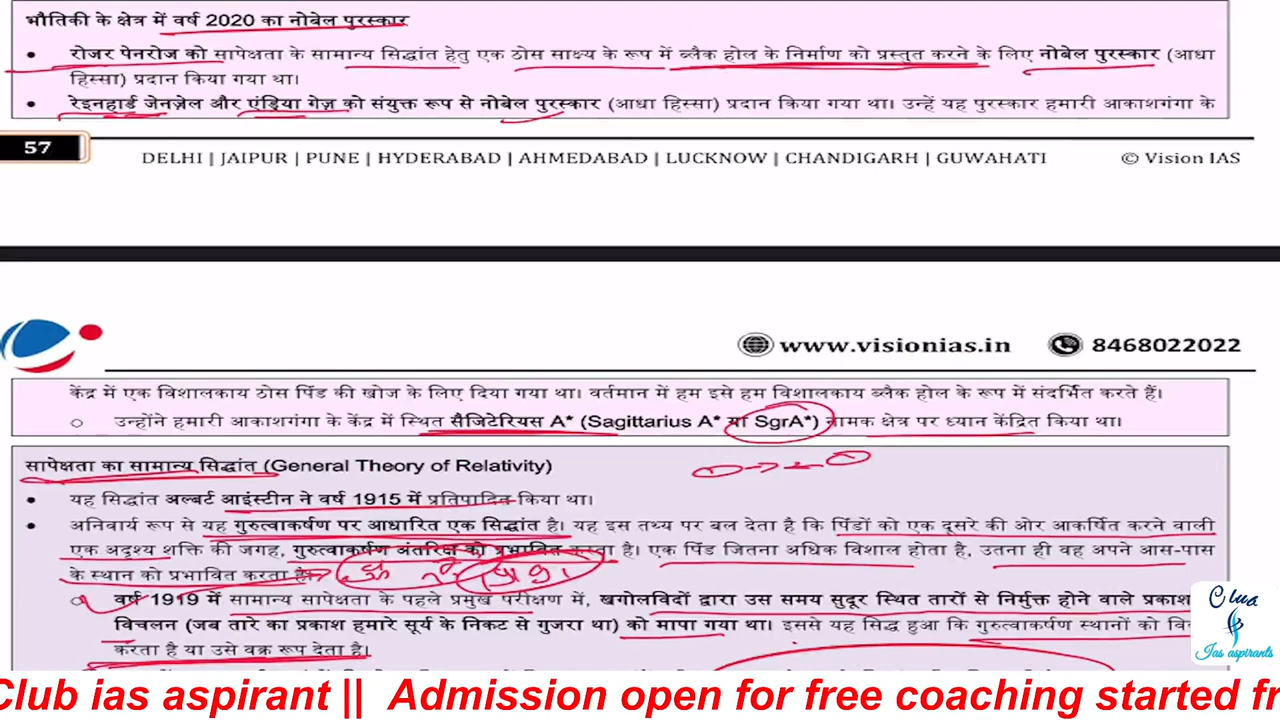 भौतिकी के क्षेत्र में वर्ष 2020 का नोबेल पुरस्कार
• रोजर पेनरोज को सापेक्षता के सामान्य सिद्धांत हेतु एक ठोस साक्ष्य के रूप में ब्लैक होल के निर्माण को प्रस्तुत करने के लिए नोबेल पुरस्कार (आधा
हिस्सा) प्रदान किया गया था।
• रेइनहार्ड जेनज़ेल और एंड्रिया गेज़ को संयुक्त रूप से नोबेल पुरस्कार (आधा हिस्सा) प्रदान किया गया था। उन्हें यह पुरस्कार हमारी आकाशगंगा के
57
DELHI | JAIPUR | PUNE | HYDERABAD | AHMEDABAD | LUCKNOW | CHANDIGARH | GUWAHATI
© Vision IAS
www.visionias.in
8468022022
केंद्र में एक विशालकाय ठोस पिंड की खोज के लिए दिया गया था। वर्तमान में हम इसे हम विशालकाय ब्लैक होल के रूप में संदर्भित करते हैं।
○ उन्होंने हमारी आकाशगंगा के केंद्र में स्थित सैजिटेरियस A* (Sagittarius A* या SgrA*) नामक क्षेत्र पर ध्यान केंद्रित किया था।
सापेक्षता का सामान्य सिद्धांत (General Theory of Relativity)
• यह सिद्धांत अल्बर्ट आइंस्टीन ने वर्ष 1915 में प्रतिपादित किया था।
• अनिवार्य रूप से यह गुरुत्वाकर्षण पर आधारित एक सिद्धांत है। यह इस तथ्य पर बल देता है कि पिंडों को एक दूसरे की ओर आकर्षित करने वाली
एक अदृश्य शक्ति की जगह, गुरुत्वाकर्षण अंतरिक्ष को प्रभावित करता है। एक पिंड जितना अधिक विशाल होता है, उतना ही वह अपने आस-पास
के स्थान को प्रभावित करता है।
वर्ष 1919 में सामान्य सापेक्षता के पहले प्रमुख परीक्षण में, खगोलविदों द्वारा उस समय सुदूर स्थित तारों से निर्मुक्त होने वाले प्रकाश
विचलन (जब तारे का प्रकाश हमारे सूर्य के निकट से गुजरा था) को मापा गया था। इससे यह सिद्ध हुआ कि गुरुत्वाकर्षण स्थानों को
करता है या उसे वक्र रूप देता है।
Club
Ias aspirants
Club ias aspirant || Admission open for free coaching started fr